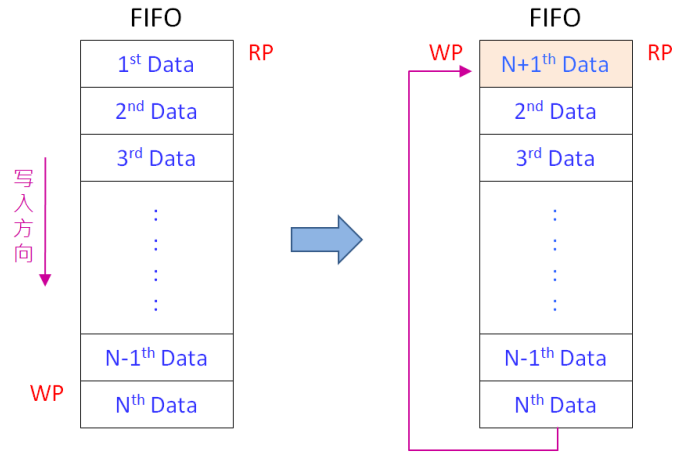 FIFO
1st Data
RP
2nd Data
3rd Data
写入方向
:
:
:
:
N-1th Data
WP
Nth Data
FIFO
WP
N+1th Data
RP
2nd Data
3rd Data
:
:
:
:
N-1th Data
Nth Data